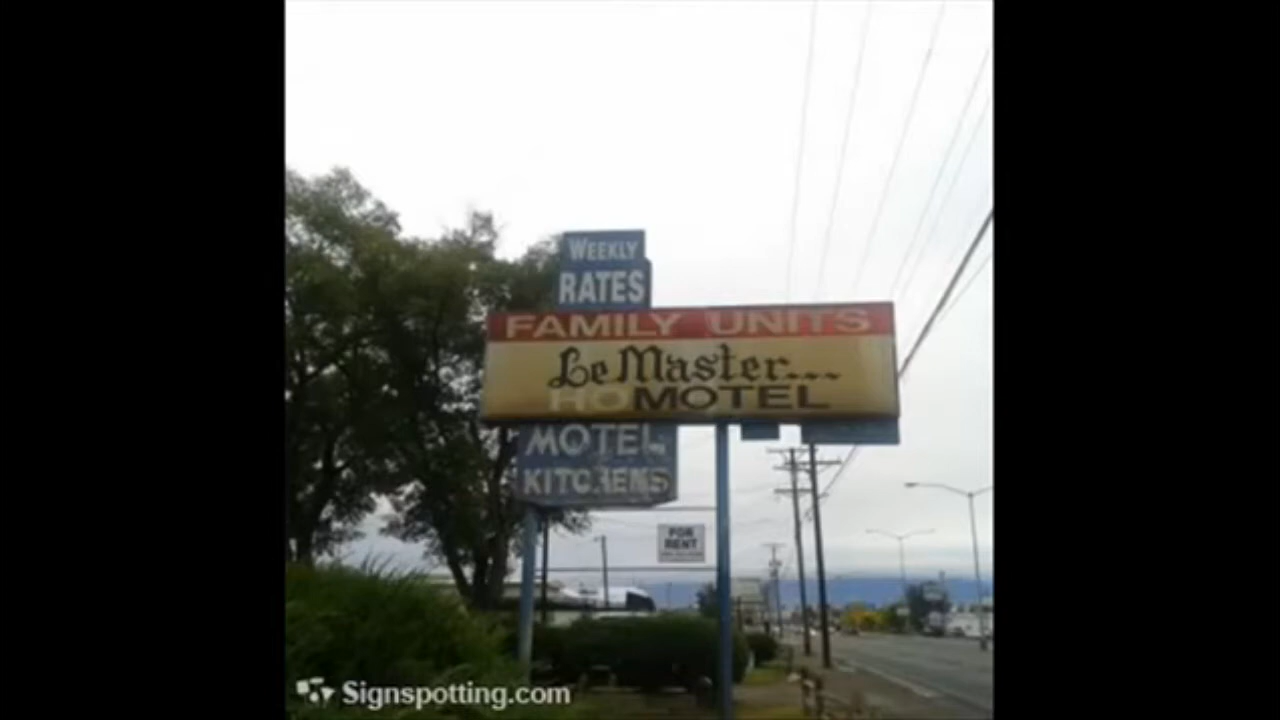 WEEKLY
RATES
FAMILY UNITS
Le Master...
HOMOTEL
MOTEL
KITCHENS
FOR
RENT
Signspotting.com